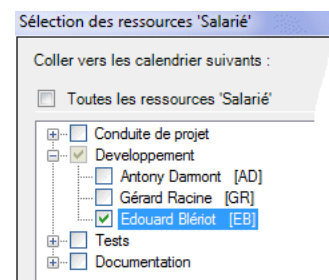 Sélection des ressources 'Salarié'
Coller vers les calendrier suivants :
Toutes les ressources 'Salarié'
Conduite de projet
Developpement
Antony Darmont [AD]
Gérard Racine [GR]
Edouard Blériot [EB]
Tests
Documentation